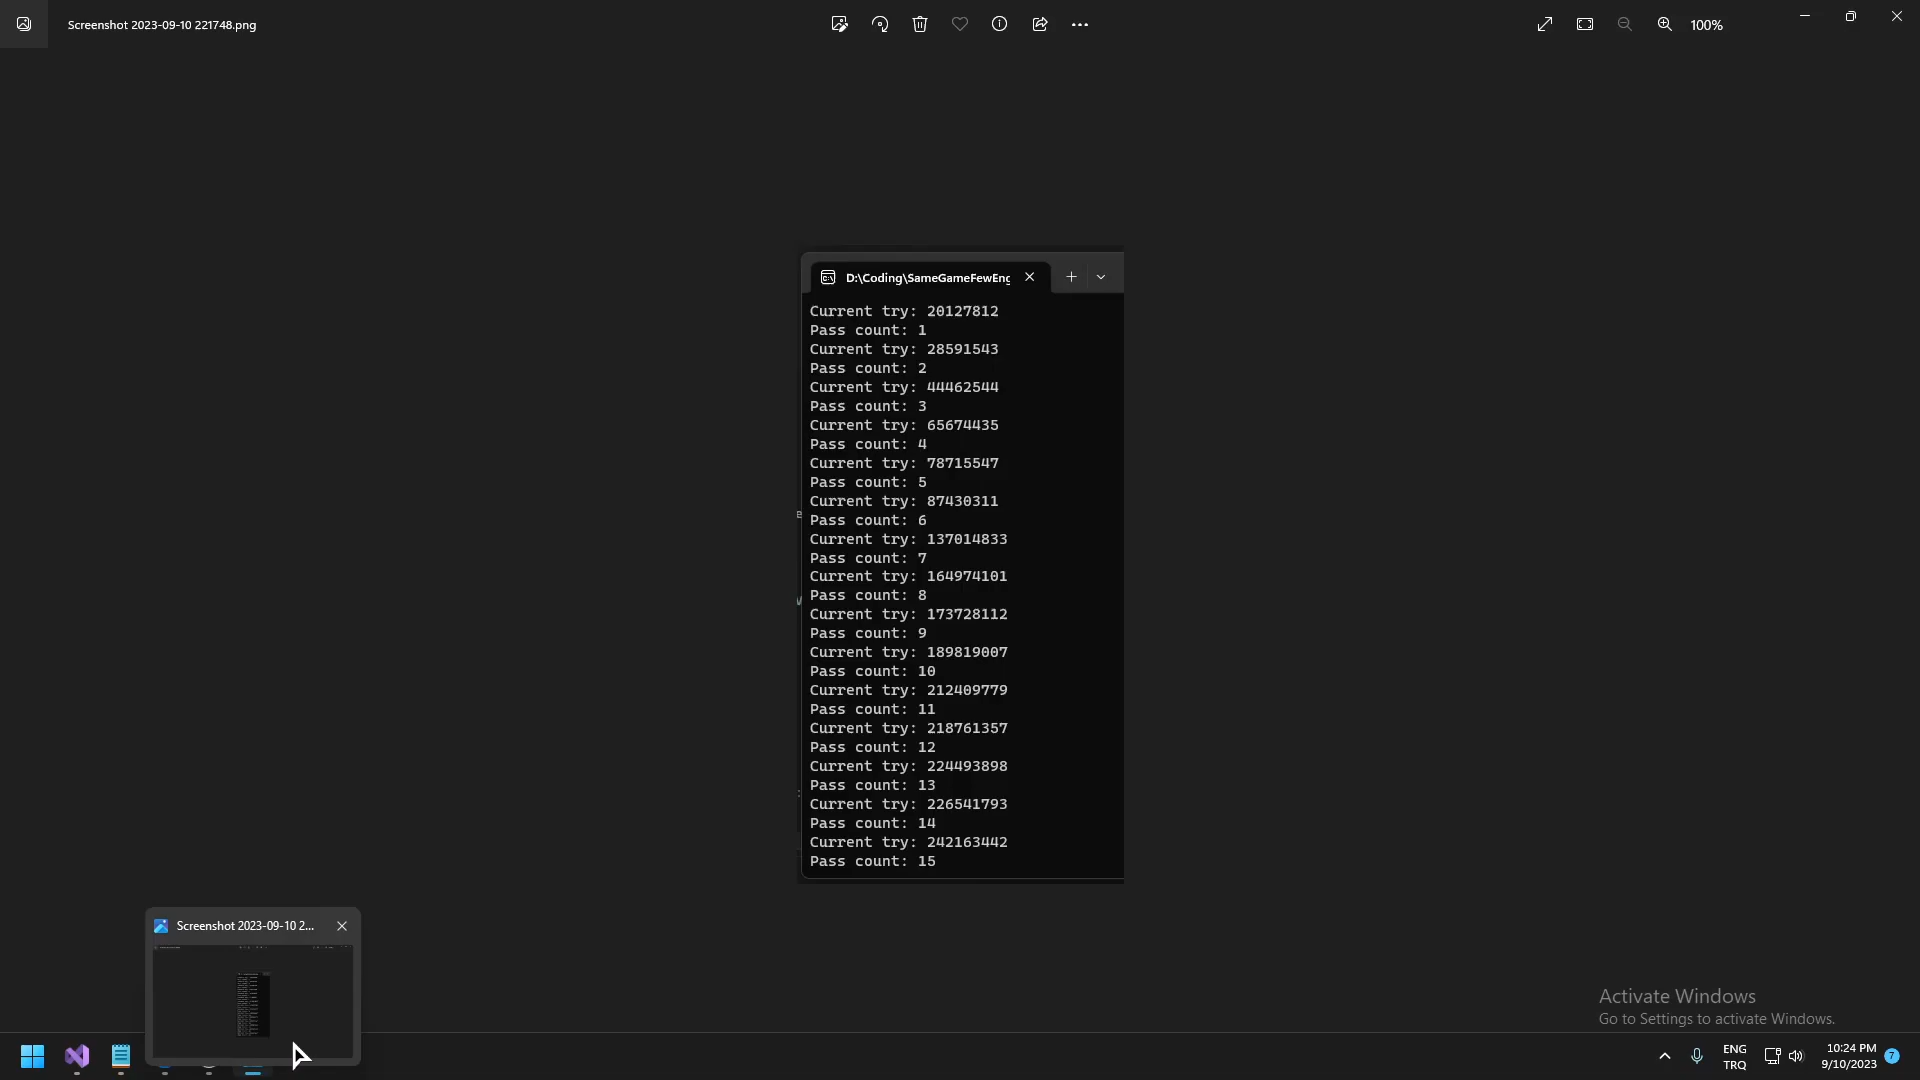 Screenshot 2023-09-10 221748.png
100%
D:\Coding\SameGameFewEng
Current try: 20127812
Pass count: 1
Current try: 28591543
Pass count: 2
Current try: 44462544
Pass count: 3
Current try: 65674435
Pass count: 4
Current try: 78715547
Pass count: 5
Current try: 87430311
Pass count: 6
Current try: 137014833
Pass count: 7
Current try: 164974101
Pass count: 8
Current try: 173728112
Pass count: 9
Current try: 189819007
Pass count: 10
Current try: 212409779
Pass count: 11
Current try: 218761357
Pass count: 12
Current try: 224493898
Pass count: 13
Current try: 226541793
Pass count: 14
Current try: 242163442
Pass count: 15
Screenshot 2023-09-10 2...
Activate Windows
Go to Settings to activate Windows.
ENG
TRQ
10:24 PM
9/10/2023
7